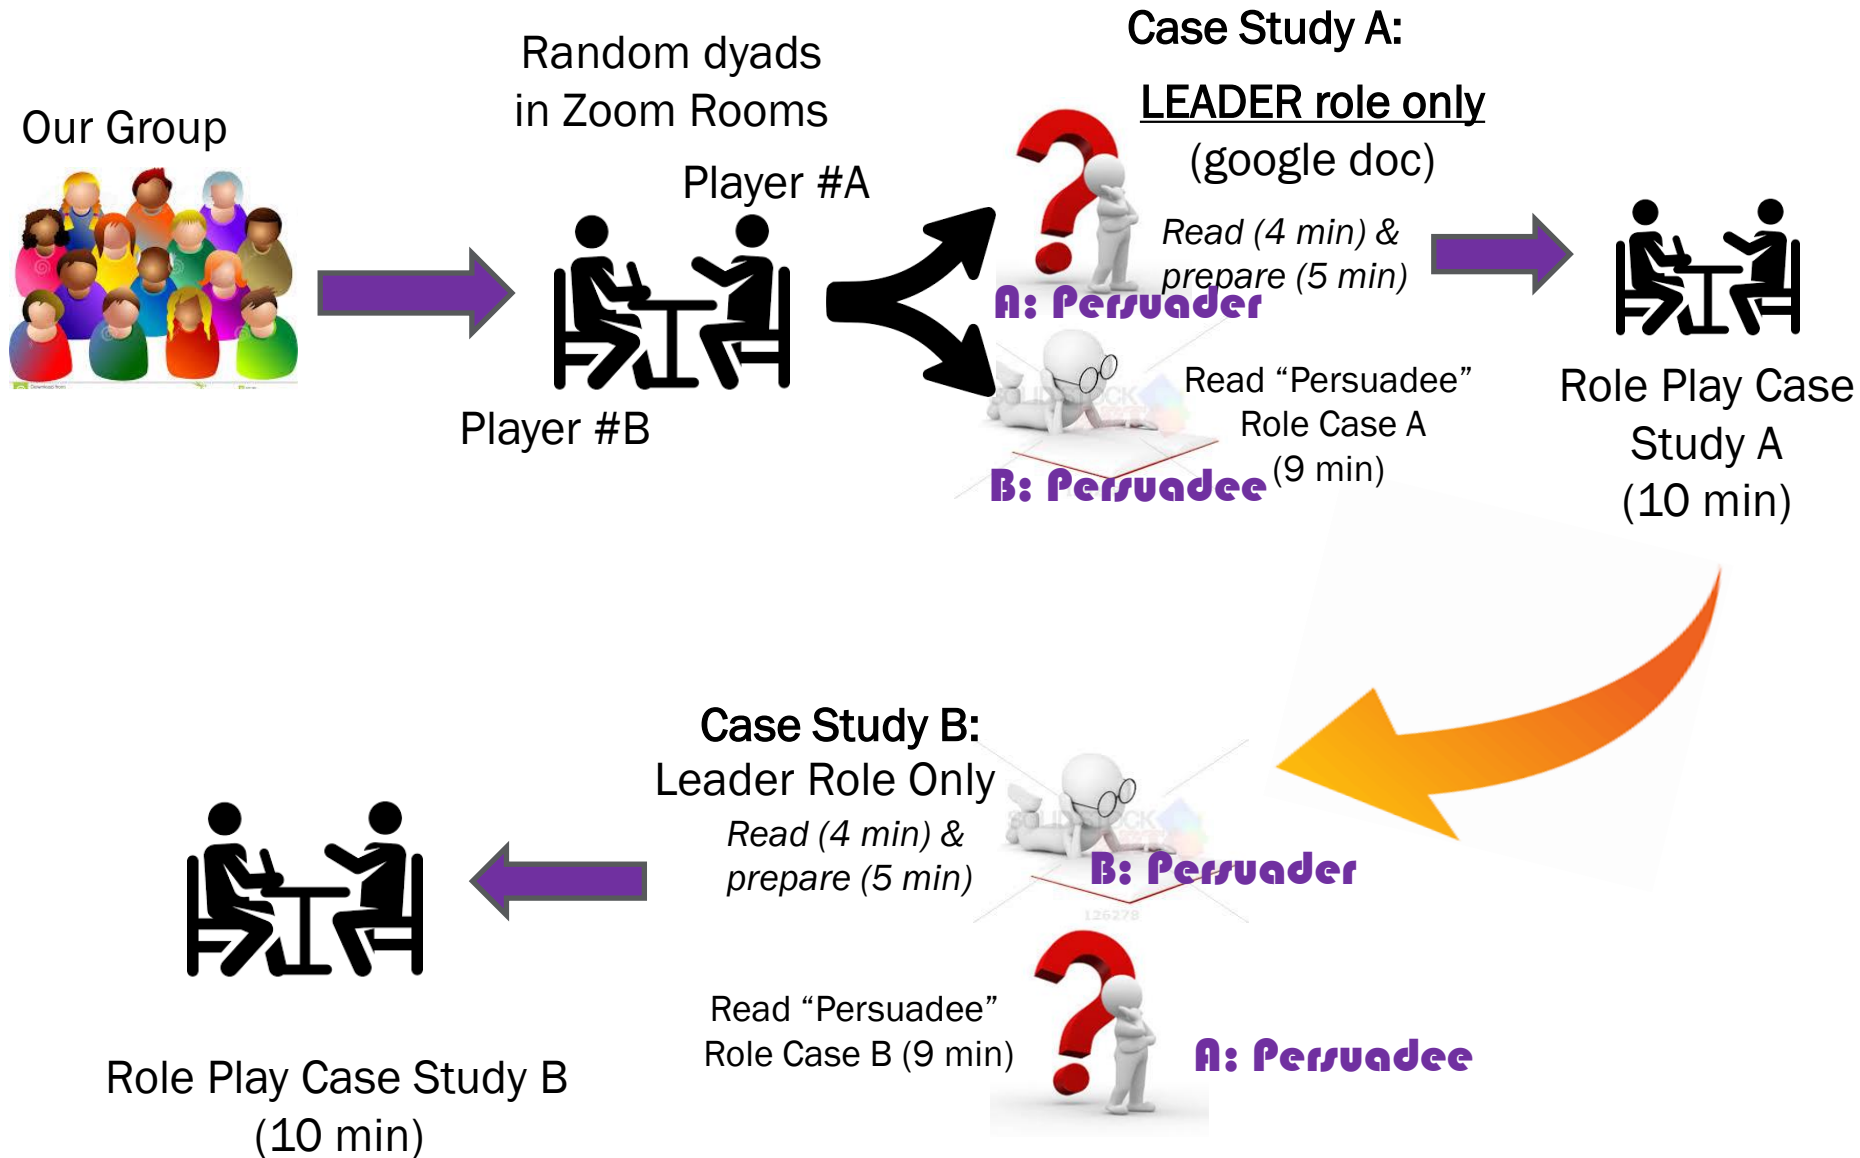 Our Group
Random dyads
in Zoom Rooms
Player #A
Player #B
Case Study A:
LEADER role only
(google doc)
Read (4 min) &
prepare (5 min)
A: Persuader
Read “Persuadee”
Role Case A
(9 min)
B: Persuadee
Role Play Case
Study A
(10 min)
Case Study B:
Leader Role Only
Read (4 min) &
prepare (5 min)
B: Persuader
126278
Read “Persuadee”
Role Case B (9 min)
A: Persuadee
Role Play Case Study B
(10 min)